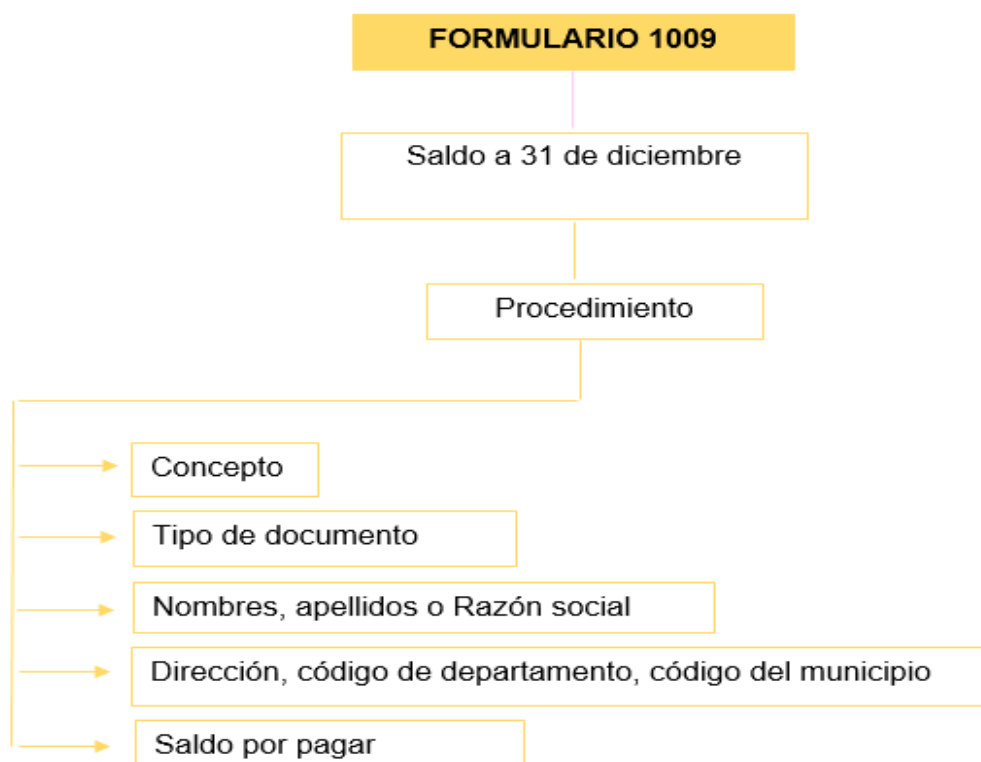 FORMULARIO 1009
Saldo a 31 de diciembre
Procedimiento
Concepto
Tipo de documento
Nombres, apellidos o Razón social
Dirección, código de departamento, código del municipio
Saldo por pagar